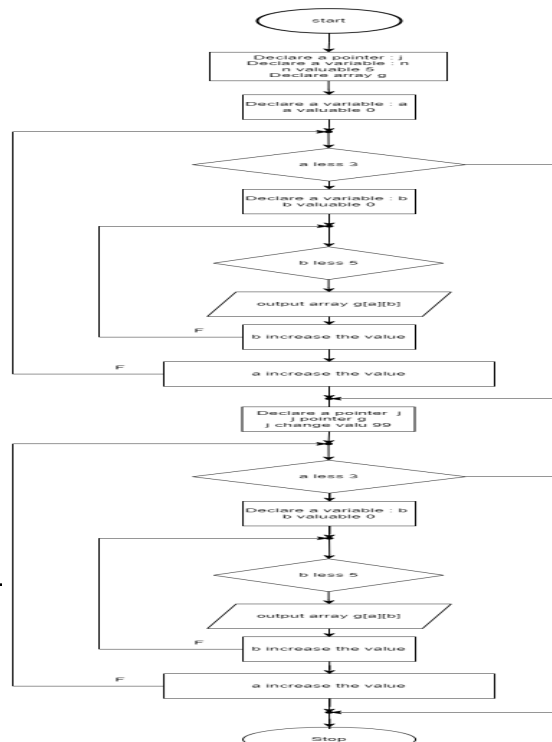 start
Declare a pointer : j
Declare a variable : n
n valuable 5
Declare array g
Declare a variable : a
a valuable 0
a less 3
Declare a variable : b
b valuable 0
b less 5
output array g[a][b]
F
b increase the value
F
a increase the value
Declare a pointer j
j pointer g
j change valu 99
a less 3
Declare a variable : b
b valuable 0
b less 5
output array g[a][b]
F
b increase the value
F
a increase the value
Stop